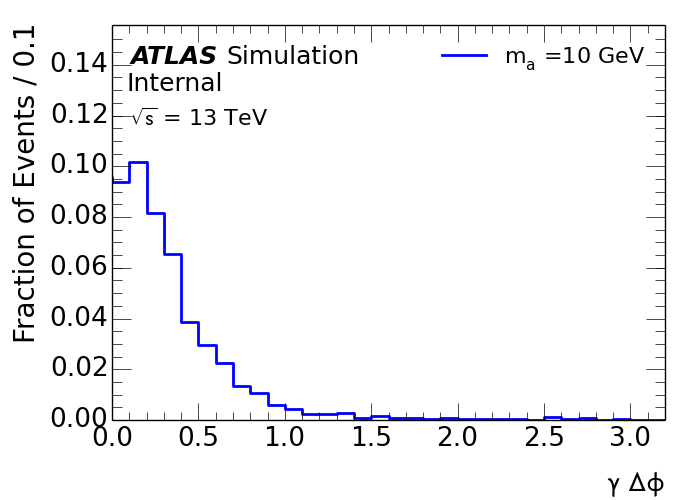 ATLAS Simulation
Internal
√s = 13 TeV
mₐ =10 GeV
Fraction of Events / 0.1
0.14
0.12
0.10
0.08
0.06
0.04
0.02
0.00
0.0 0.5 1.0 1.5 2.0 2.5 3.0
γ Δϕ